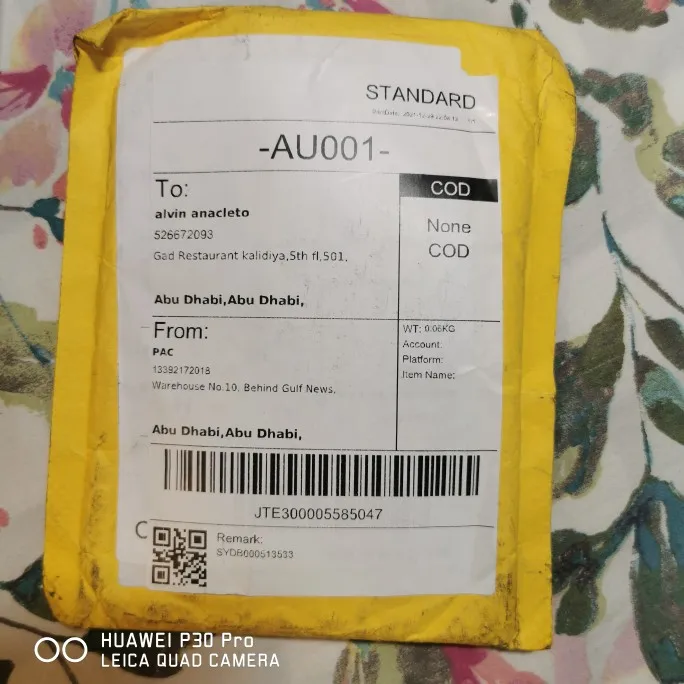 STANDARD
-AU001-
To:
COD
alvin anacleto
None
526672093
COD
Gad Restaurant kalidiya,5th fl,501,
Abu Dhabi,Abu Dhabi,
From:
WT: 0.06KG
PAC
Account:
13392172018
Platform:
Warehouse No.10, Behind Gulf News,
Item Name:
Abu Dhabi,Abu Dhabi,
JTE300005585047
Remark:
SYDB000513533
HUAWEI P30 Pro
LEICA QUAD CAMERA